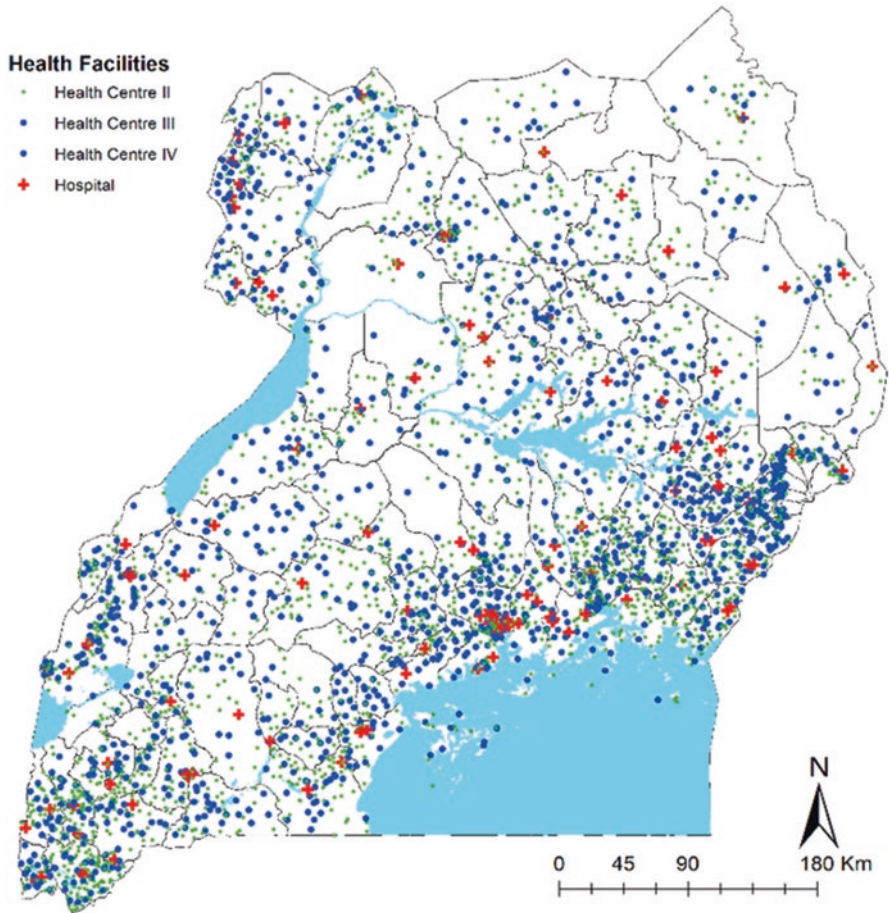 Health Facilities
Health Centre II
Health Centre III
Health Centre IV
Hospital
N
0 45 90 180 Km